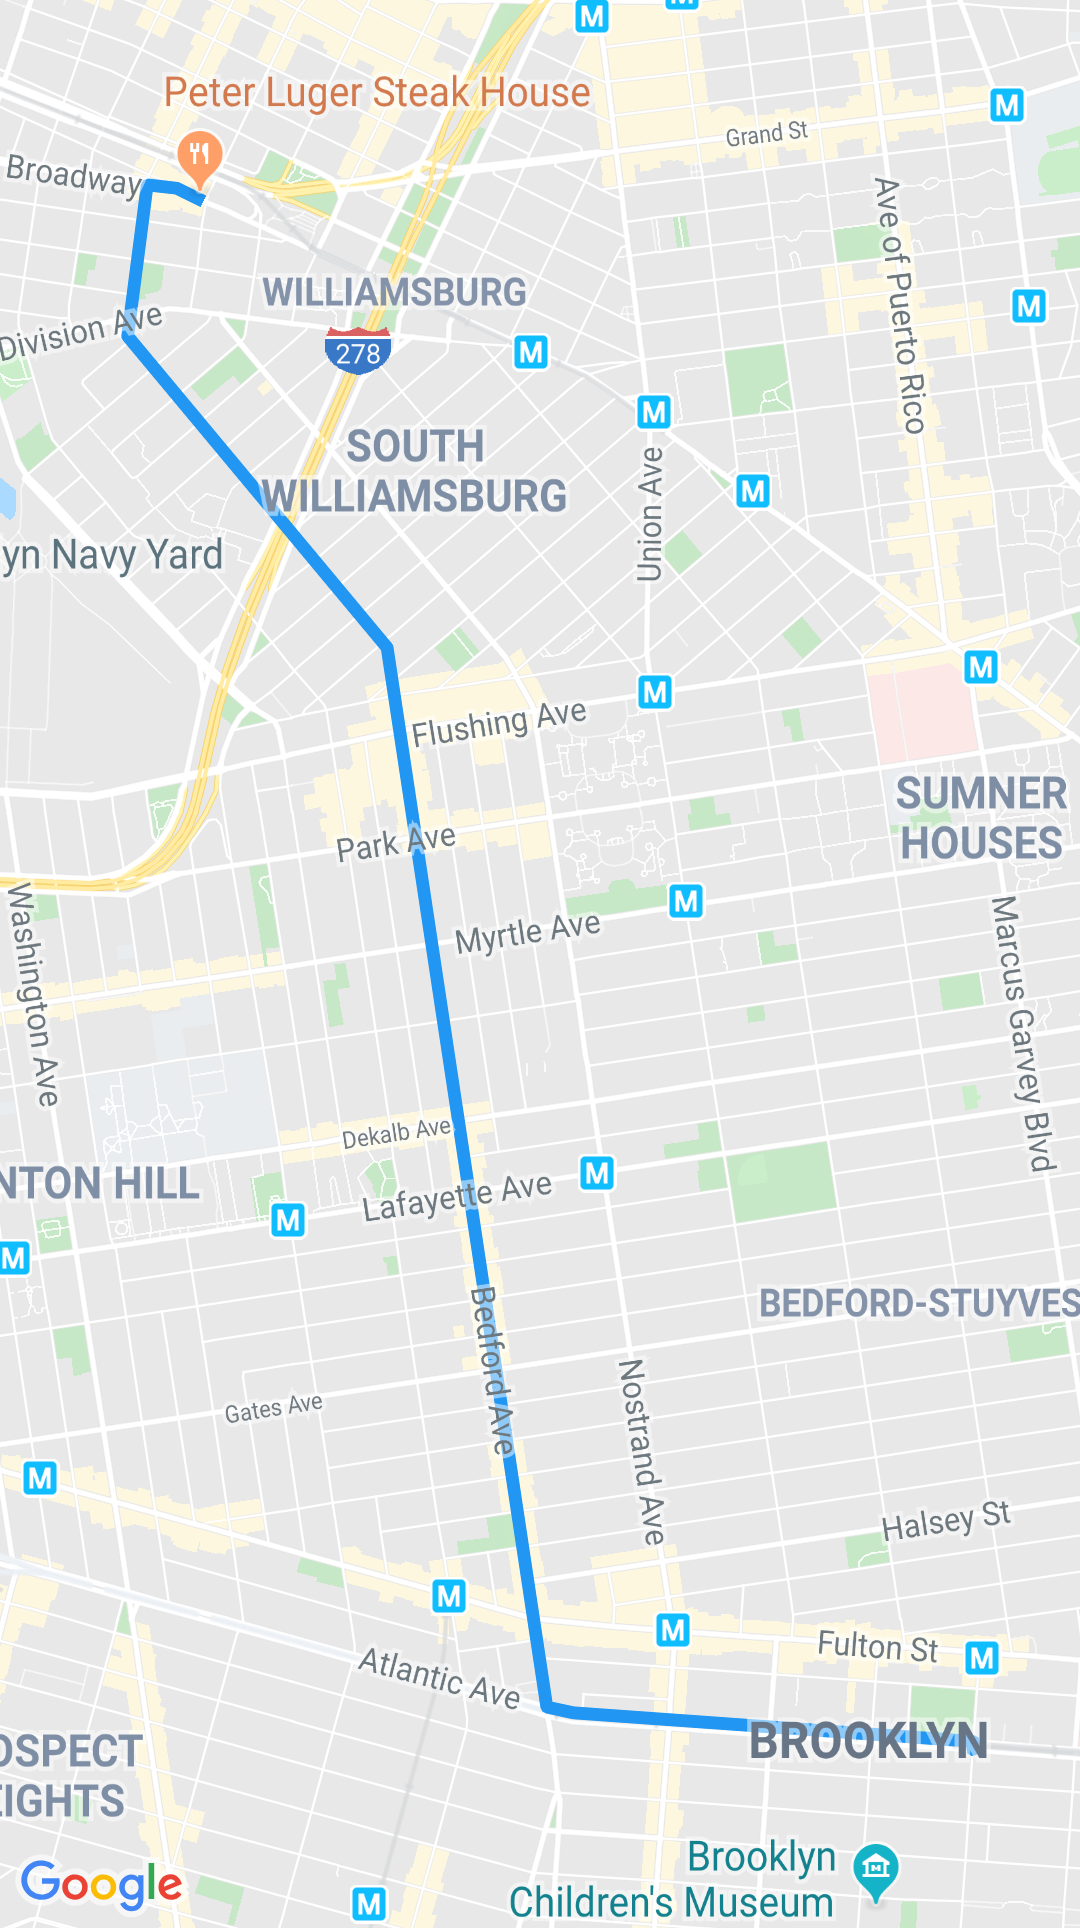 M
M
Peter Luger Steak House
M
Grand St
Broadway
Ave of Puerto Rico
WILLIAMSBURG
M
Division Ave
278
M
M
SOUTH
WILLIAMSBURG
Union Ave
M
yn Navy Yard
M
M
Flushing Ave
SUMNER
HOUSES
Park Ave
Washington Ave
M
Marcus Garvey Blvd
Myrtle Ave
Dekalb Ave
NTON HILL
Lafayette Ave
M
M
M
Bedford Ave
BEDFORD-STUYVES
Nostrand Ave
Gates Ave
M
Halsey St
M
M
Fulton St
M
Atlantic Ave
BROOKLYN
OSPECT
EIGHTS
Brooklyn
Children's Museum
Google
M